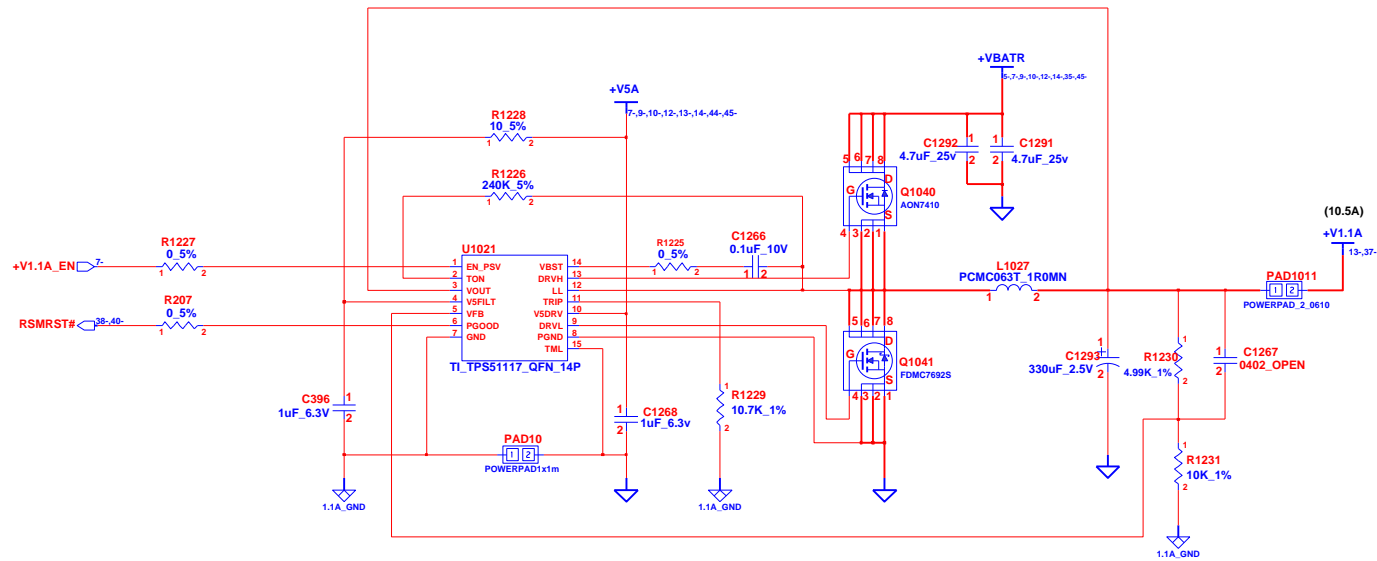 +VBATR
5-,7-,9-,10-,12-,14-,35-,45-
+V5A
7-,9-,10-,12-,13-,14-,44-,45-
R1228
10_5%
1 2
R1226
240K_5%
1 2
C1292
4.7uF_25v
1
2
C1291
4.7uF_25v
1
2
5 6 7 8
G
D
S
Q1040
AON7410
4 3 2 1
(10.5A)
+V1.1A
13-,37-
R1227
0_5%
1 2
+V1.1A_EN
7-
U1021
1 EN_PSV
2 TON
3 VOUT
4 V5FILT
5 VFB
6 PGOOD
7 GND
VBST 14
DRVH 13
LL 12
TRIP 11
V5DRV 10
DRVL 9
PGND 8
TML 15
TI_TPS51117_QFN_14P
R1225
0_5%
1 2
C1266
0.1uF_10V
1 2
L1027
PCMC063T_1R0MN
1 2
PAD1011
1 2
POWERPAD_2_0610
R207
0_5%
1 2
RSMRST#
38-,40-
5 6 7 8
G
D
S
Q1041
FDMC7692S
4 3 2 1
C1293
330uF_2.5V
1
+
2
R1230
4.99K_1%
1
2
C1267
0402_OPEN
1
2
C396
1uF_6.3V
1
2
PAD10
1 2
POWERPAD1x1m
C1268
1uF_6.3v
1
2
R1229
10.7K_1%
1
2
R1231
10K_1%
1
2
1.1A_GND
1.1A_GND
1.1A_GND